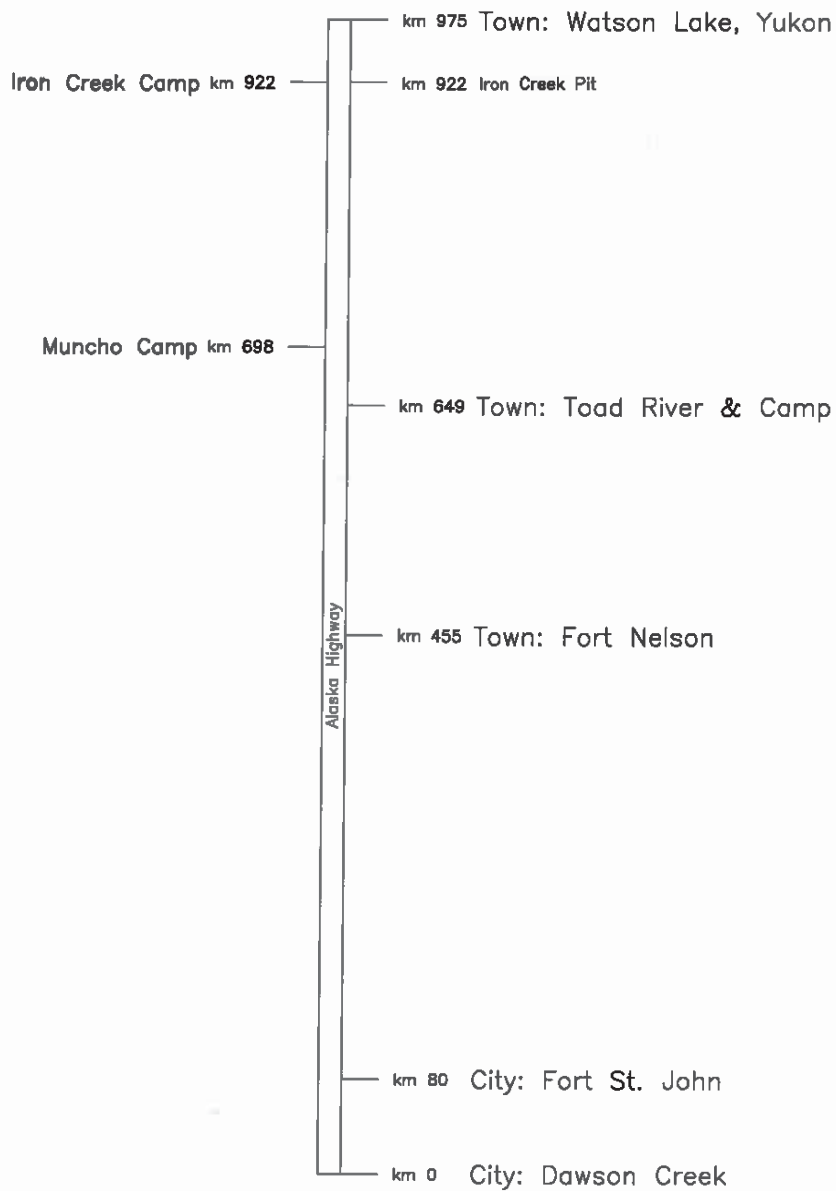 km 975 Town: Watson Lake, Yukon
Iron Creek Camp km 922
km 922 Iron Creek Pit
Muncho Camp km 698
km 649 Town: Toad River & Camp
km 455 Town: Fort Nelson
Alaska Highway
km 80 City: Fort St. John
km 0 City: Dawson Creek